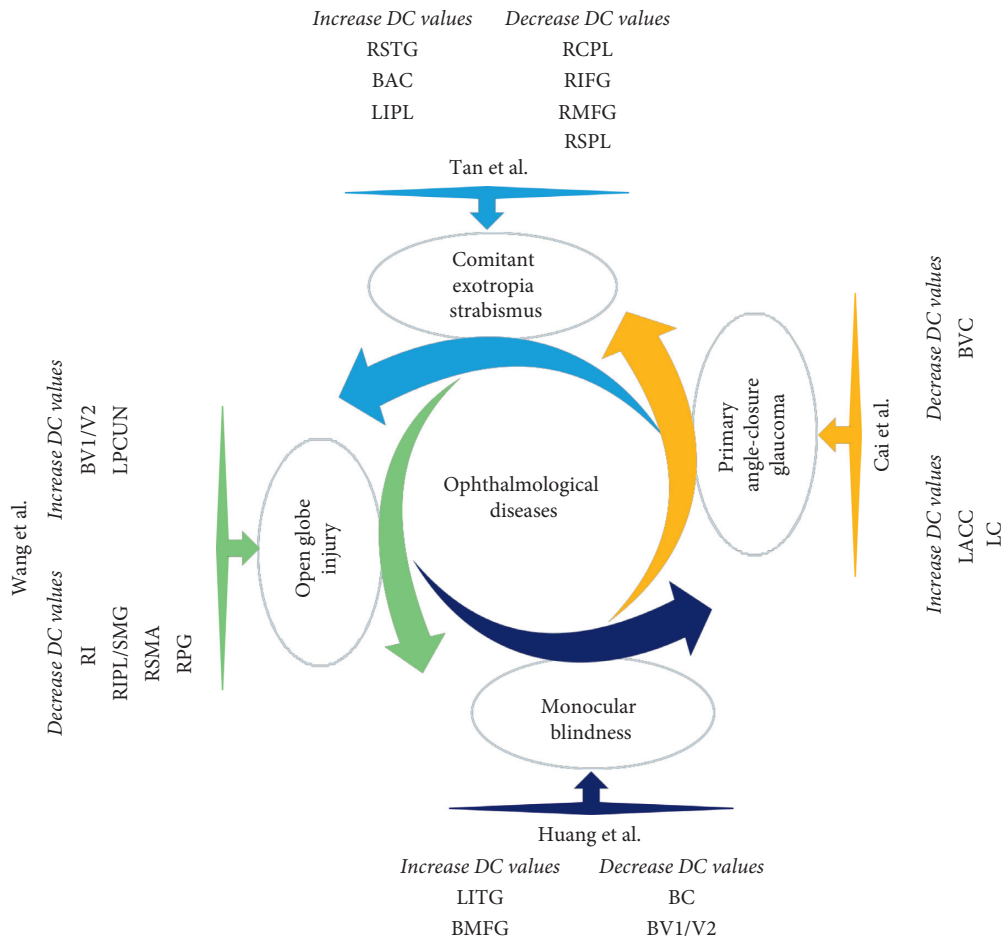 Increase DC values
RSTG
BAC
LIPL
Decrease DC values
RCPL
RIFG
RMFG
RSPL
Tan et al.
Comitant
exotropia
strabismus
Wang et al.
Increase DC values
BV1/V2
LPCUN
Decrease DC values
RI
RIPL/SMG
RSMA
RPG
Open globe
injury
Ophthalmological
diseases
Primary
angle-closure
glaucoma
Cai et al.
Decrease DC values
BVC
Increase DC values
LACC
LC
Monocular
blindness
Huang et al.
Increase DC values
LITG
BMFG
Decrease DC values
BC
BV1/V2